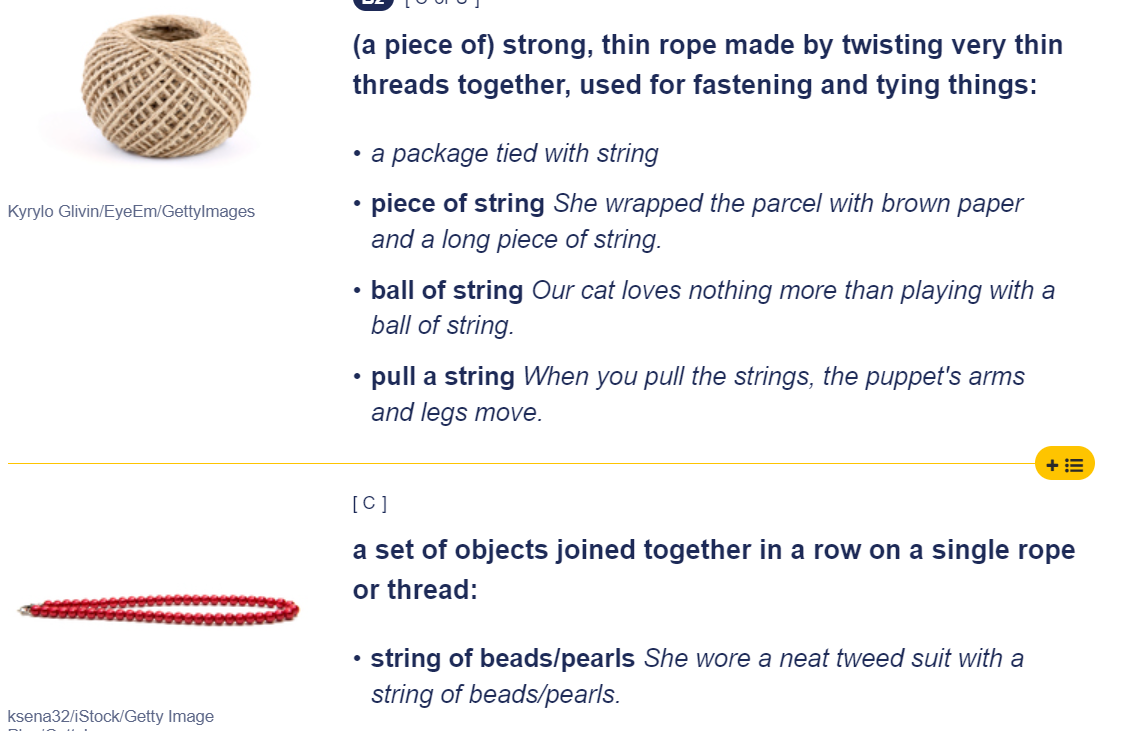 (a piece of) strong, thin rope made by twisting very thin
threads together, used for fastening and tying things:
• a package tied with string
Kyrylo Glivin/EyeEm/GettyImages
• piece of string She wrapped the parcel with brown paper
and a long piece of string.
• ball of string Our cat loves nothing more than playing with a
ball of string.
• pull a string When you pull the strings, the puppet's arms
and legs move.
[ C ]
a set of objects joined together in a row on a single rope
or thread:
• string of beads/pearls She wore a neat tweed suit with a
string of beads/pearls.
ksena32/iStock/Getty Image